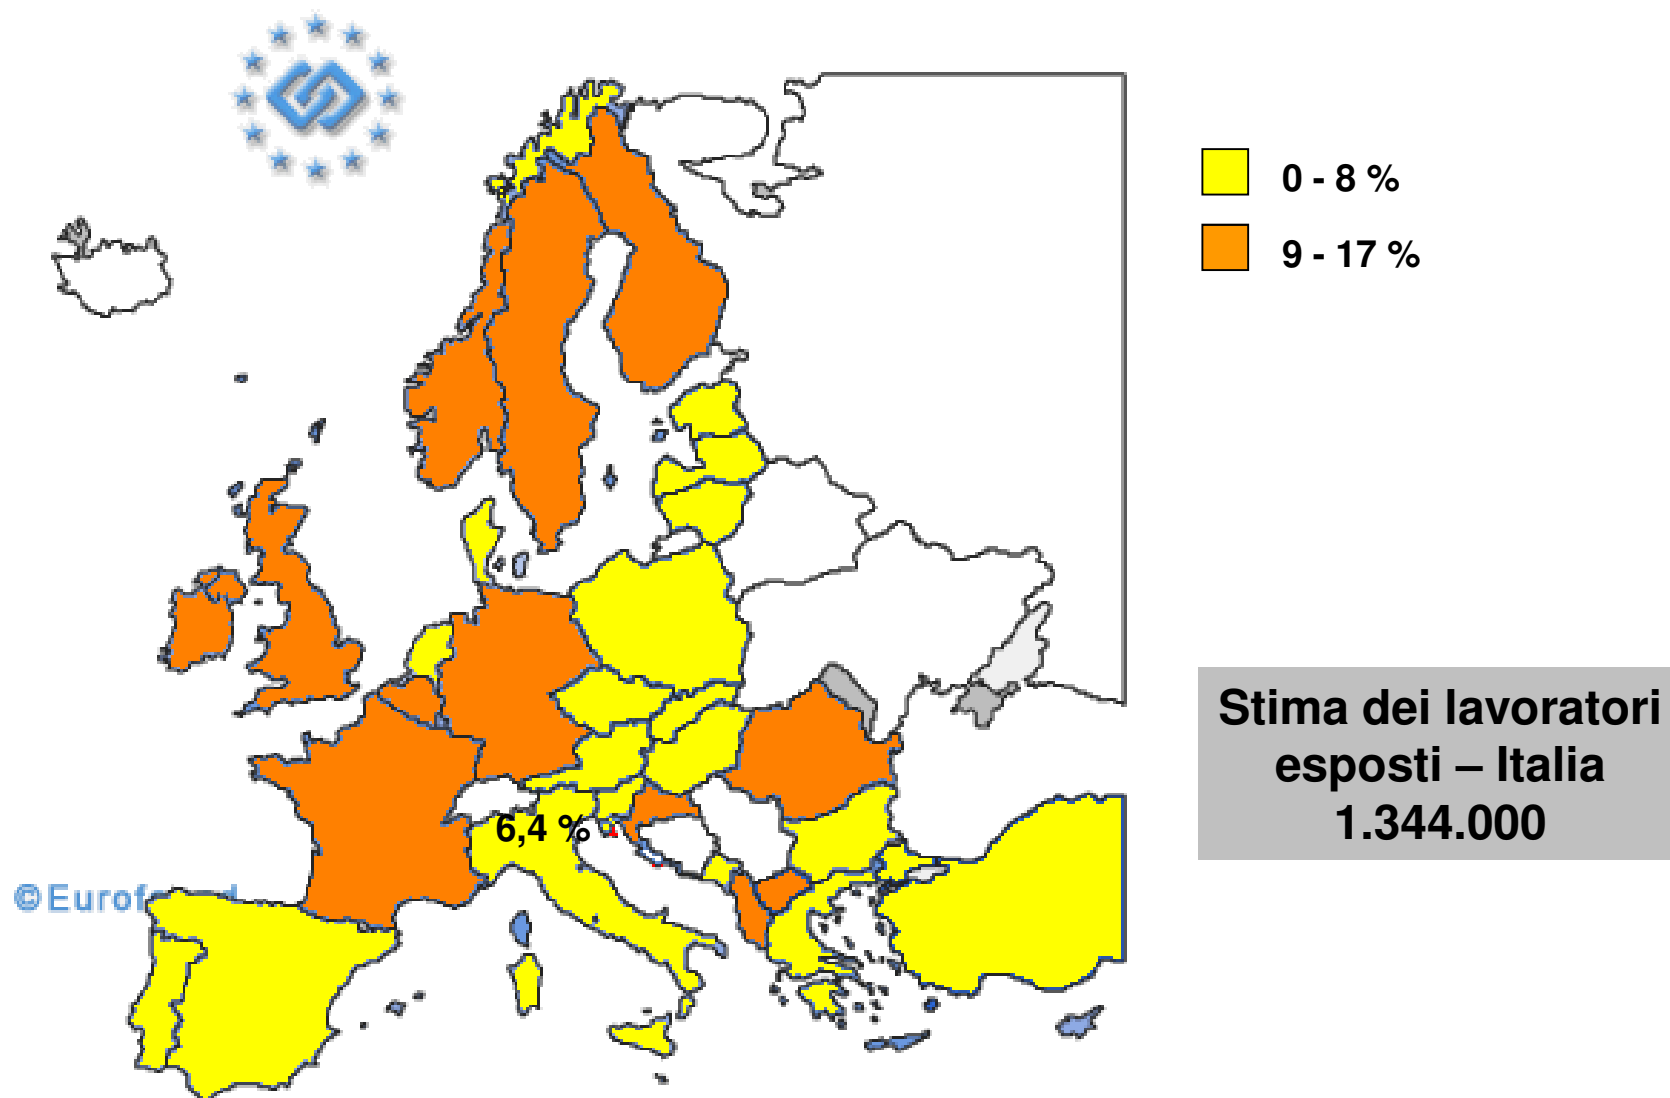 0 - 8 %
9 - 17 %
Stima dei lavoratori
esposti – Italia
1.344.000
6,4 %